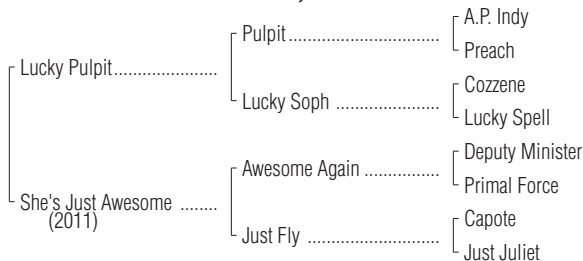 A.P. Indy
Pulpit
Preach
Lucky Pulpit
Cozzene
Lucky Soph
Lucky Spell
Deputy Minister
Awesome Again
Primal Force
She's Just Awesome
(2011)
Capote
Just Fly
Just Juliet